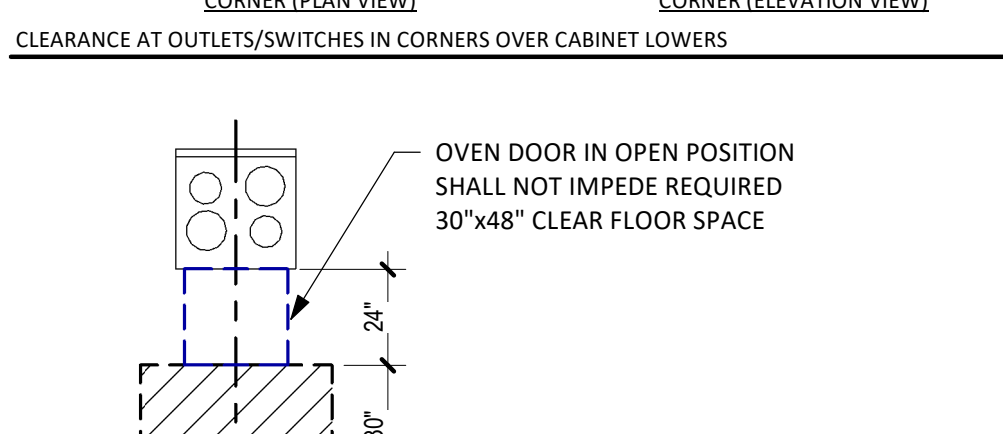 CORNER (PLAN VIEW)
CORNER (ELEVATION VIEW)
CLEARANCE AT OUTLETS/SWITCHES IN CORNERS OVER CABINET LOWERS
OVEN DOOR IN OPEN POSITION
SHALL NOT IMPEDE REQUIRED
30"x48" CLEAR FLOOR SPACE
24"
30"